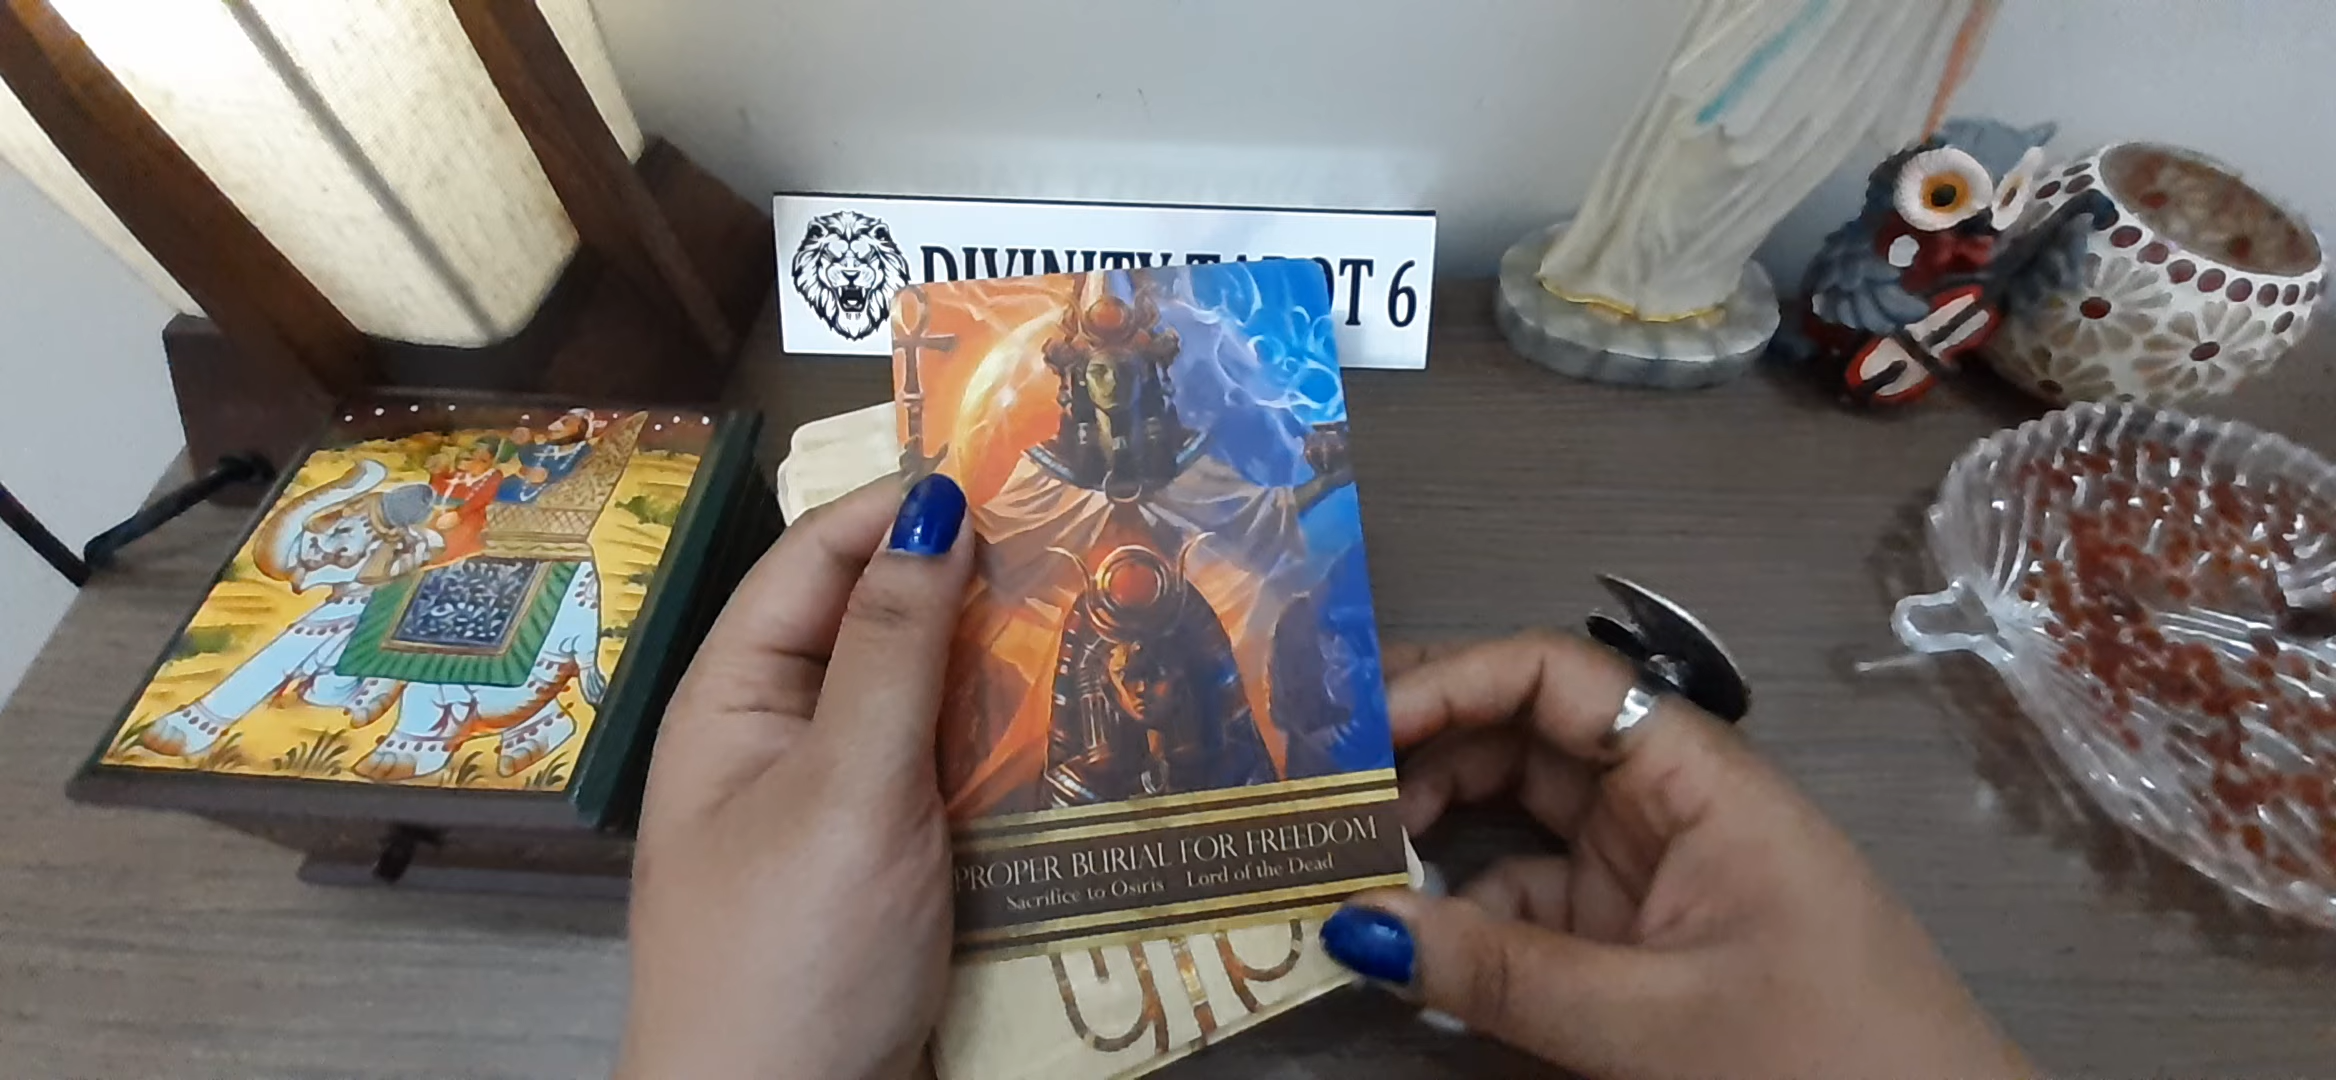 DIVINITY TAROT 6
PROPER BURIAL FOR FREEDOM
Sacrifice to Osiris Lord of the Dead